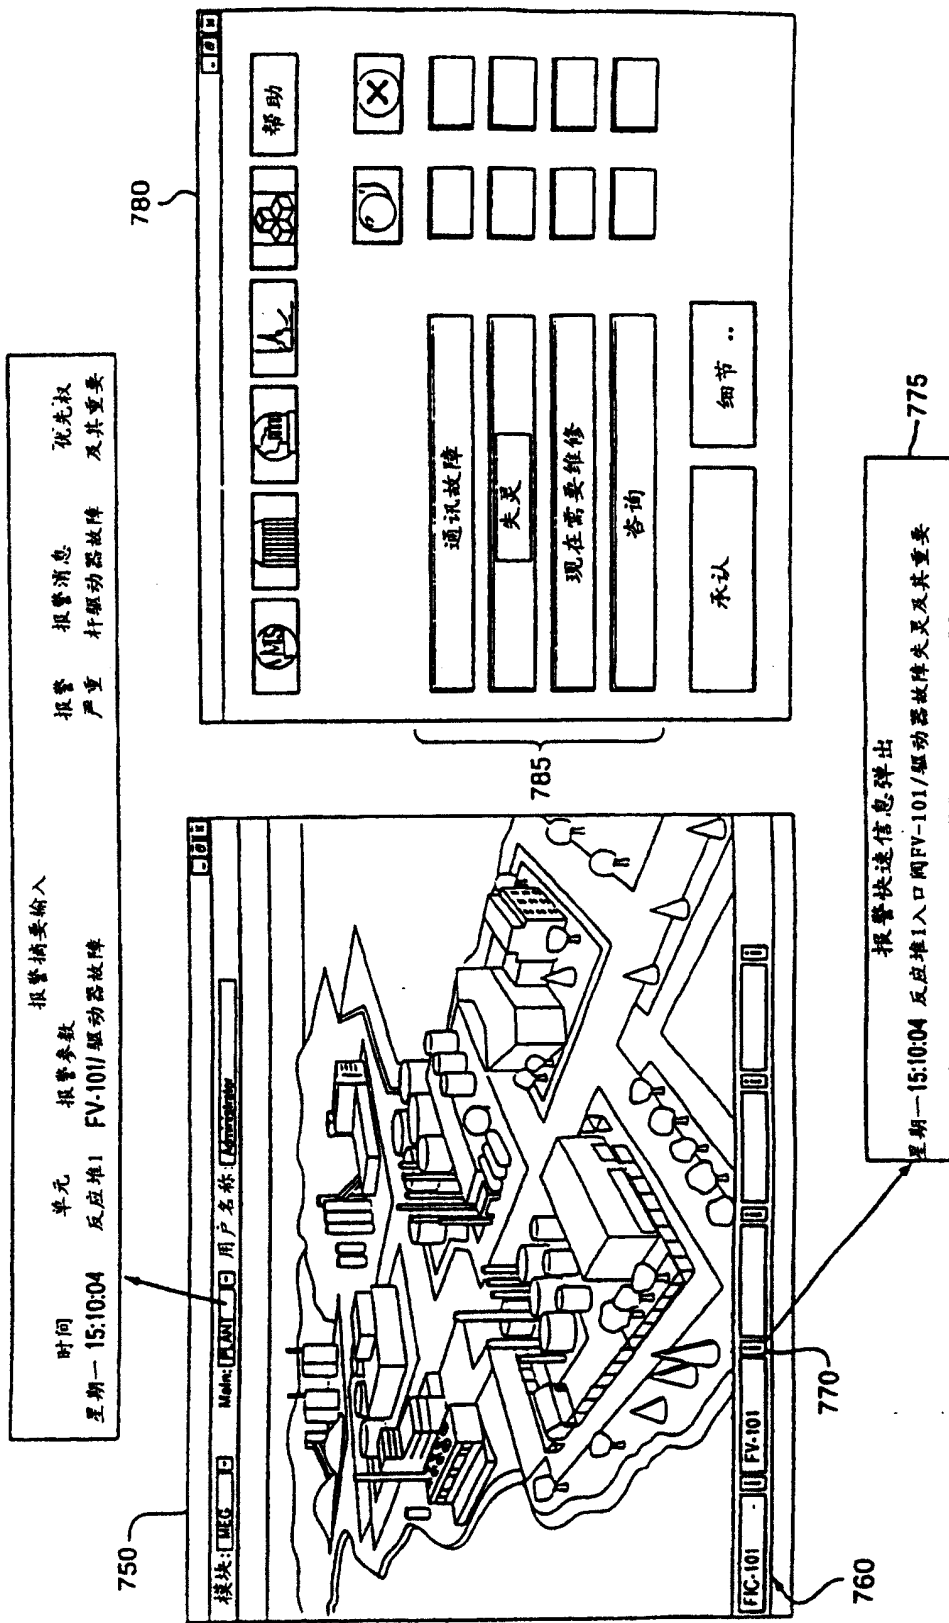 报警摘要输入
时间 单元 报警参数 报警 报警消息 优先权
星期一 15:10:04 反应堆1 FV-101/驱动器故障 严重 杆驱动器故障 及其重要
750
模块: MEG Main: PLANT 用户名称: Administrator
FIC-101 i FV-101 i i i i
760
770
780
AMS 帮助
785
通讯故障
失灵
现在需要维修
咨询
承认 细节 ..
775
报警快速信息弹出
星期一 15:10:04 反应堆1入口阀FV-101/驱动器故障失灵及其重要